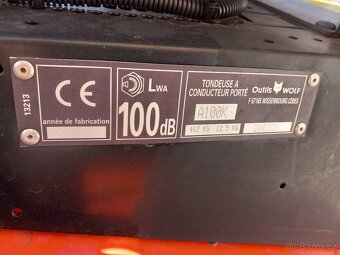 13213
CE
année de fabrication
LWA
100dB
TONDEUSE A
CONDUCTEUR PORTÉ
A100K
412 KG 12.5 KW
Outils WOLF
F 67165 WISSEMBOURG CEDEX